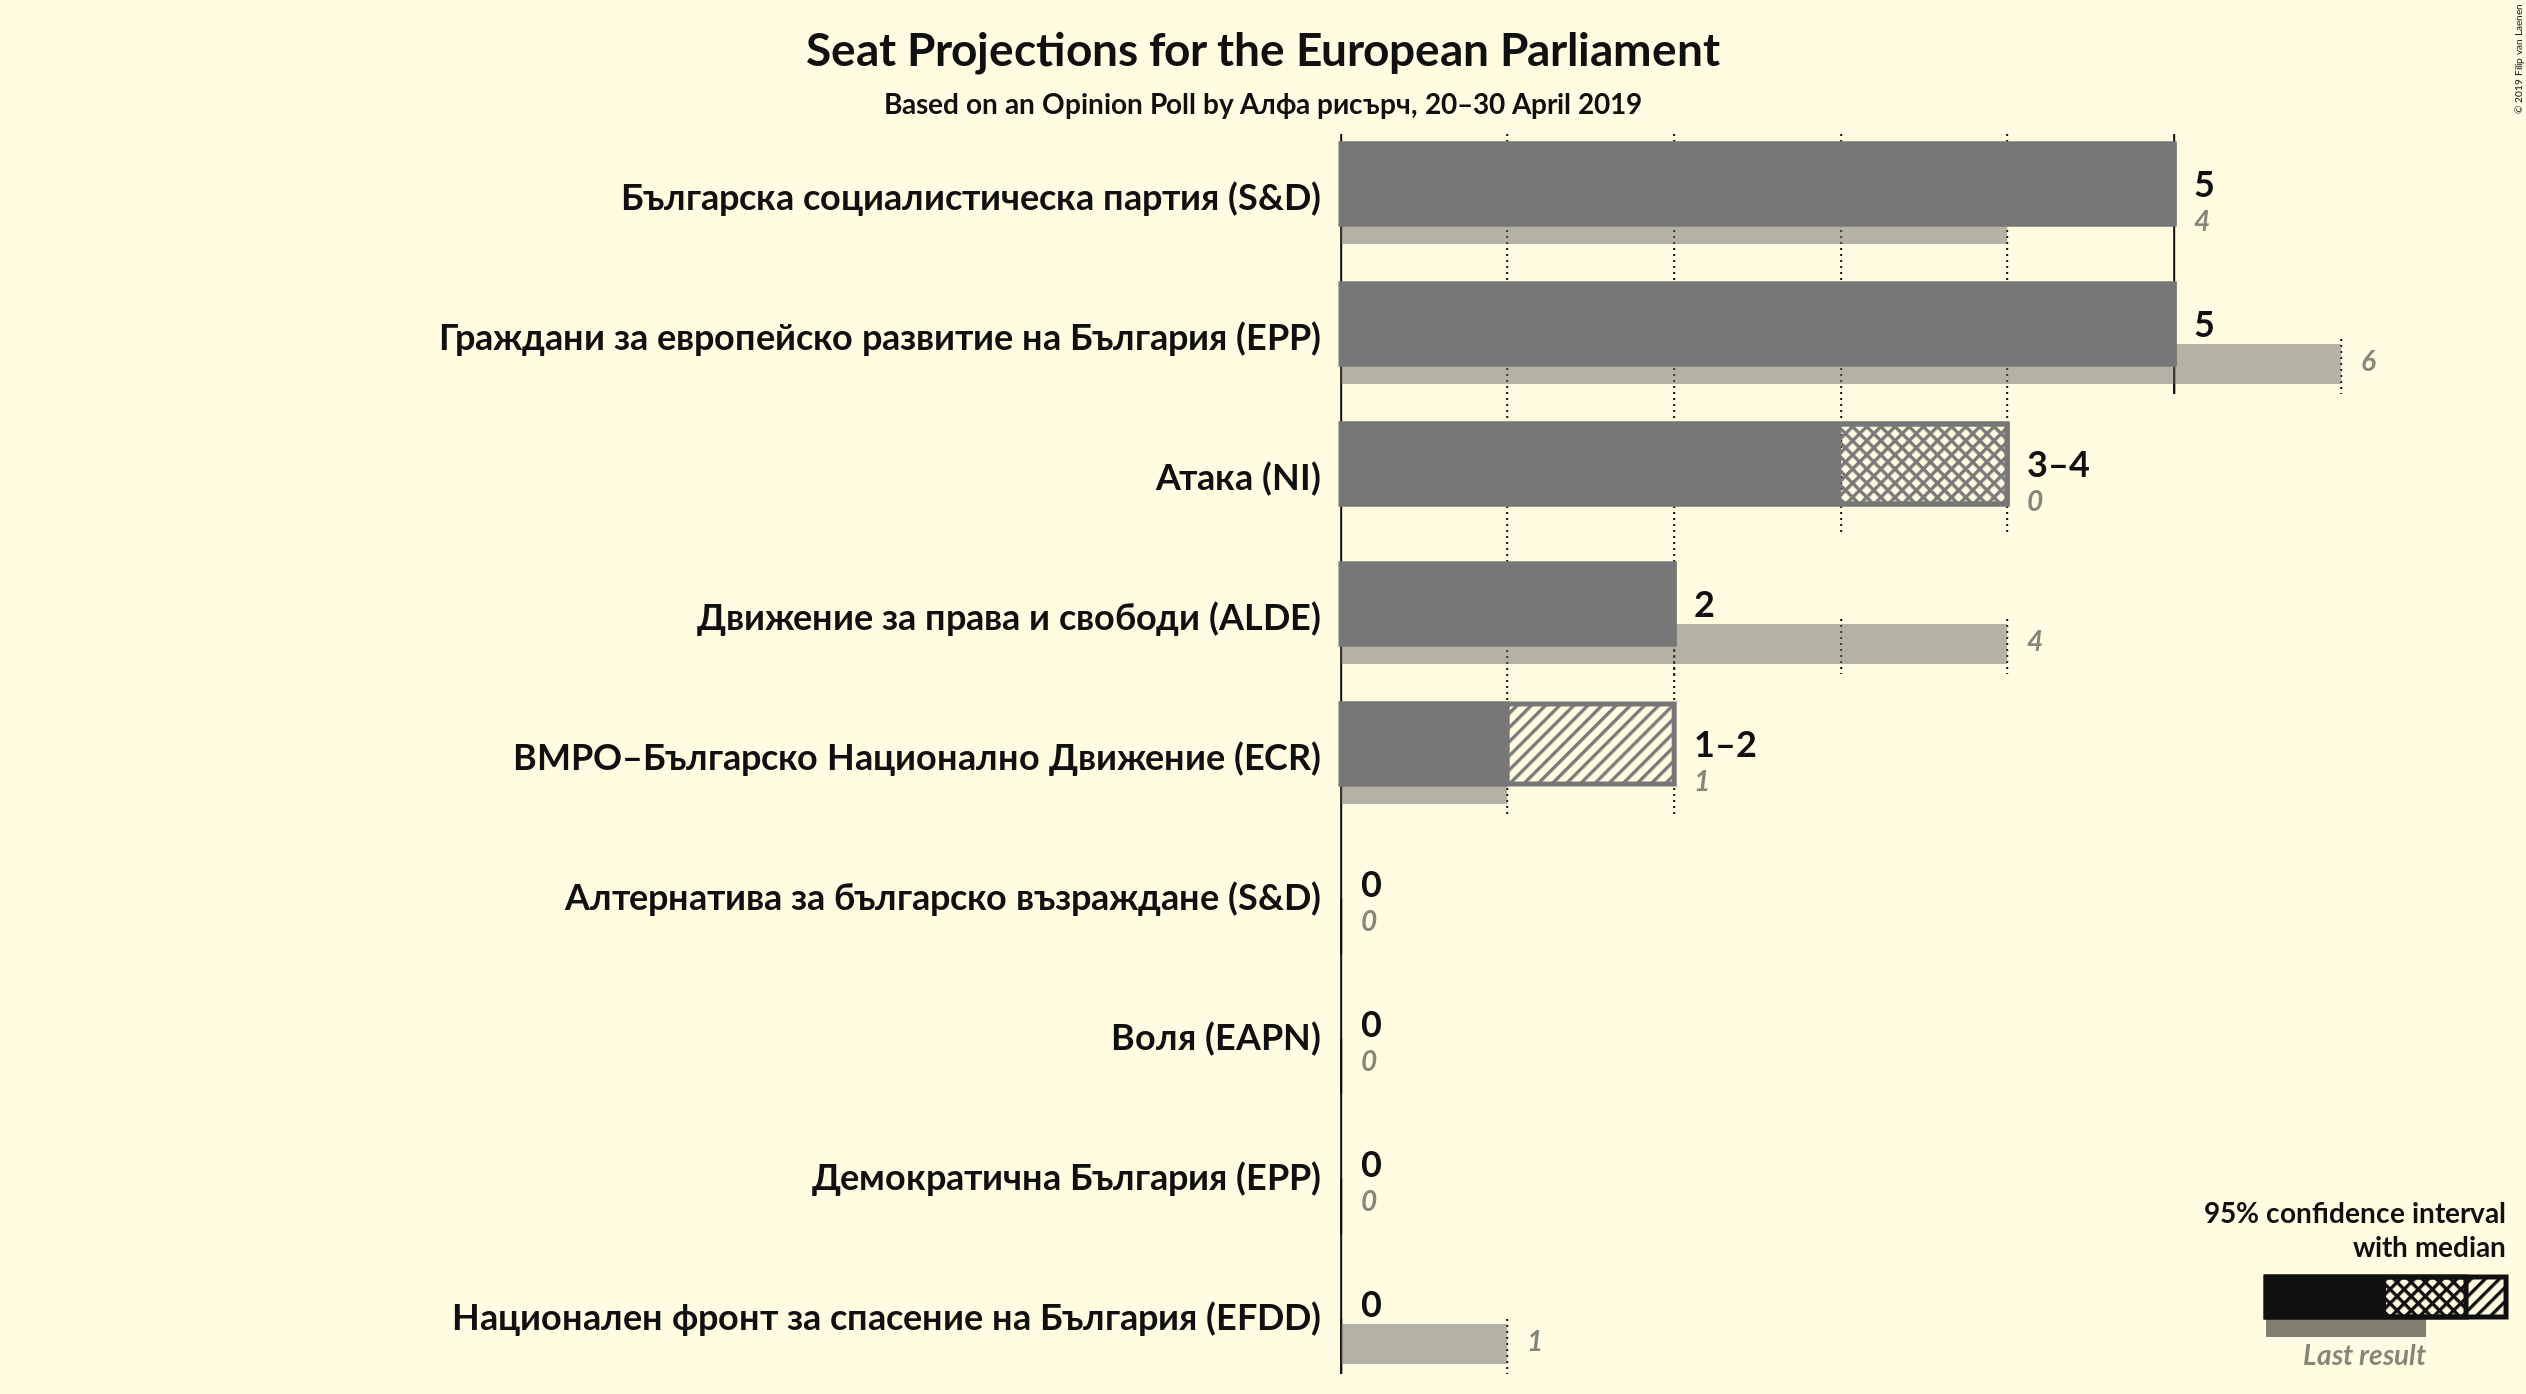 Seat Projections for the European Parliament
Based on an Opinion Poll by Алфа рисърч, 20–30 April 2019
© 2019 Filip van Laenen
Българска социалистическа партия (S&D)
5
4
Граждани за европейско развитие на България (EPP)
5
6
Атака (NI)
3–4
0
Движение за права и свободи (ALDE)
2
4
ВМРО–Българско Национално Движение (ECR)
1–2
1
Алтернатива за българско възраждане (S&D)
0
0
Воля (EAPN)
0
0
Демократична България (EPP)
0
0
Национален фронт за спасение на България (EFDD)
0
1
95% confidence interval
with median
Last result